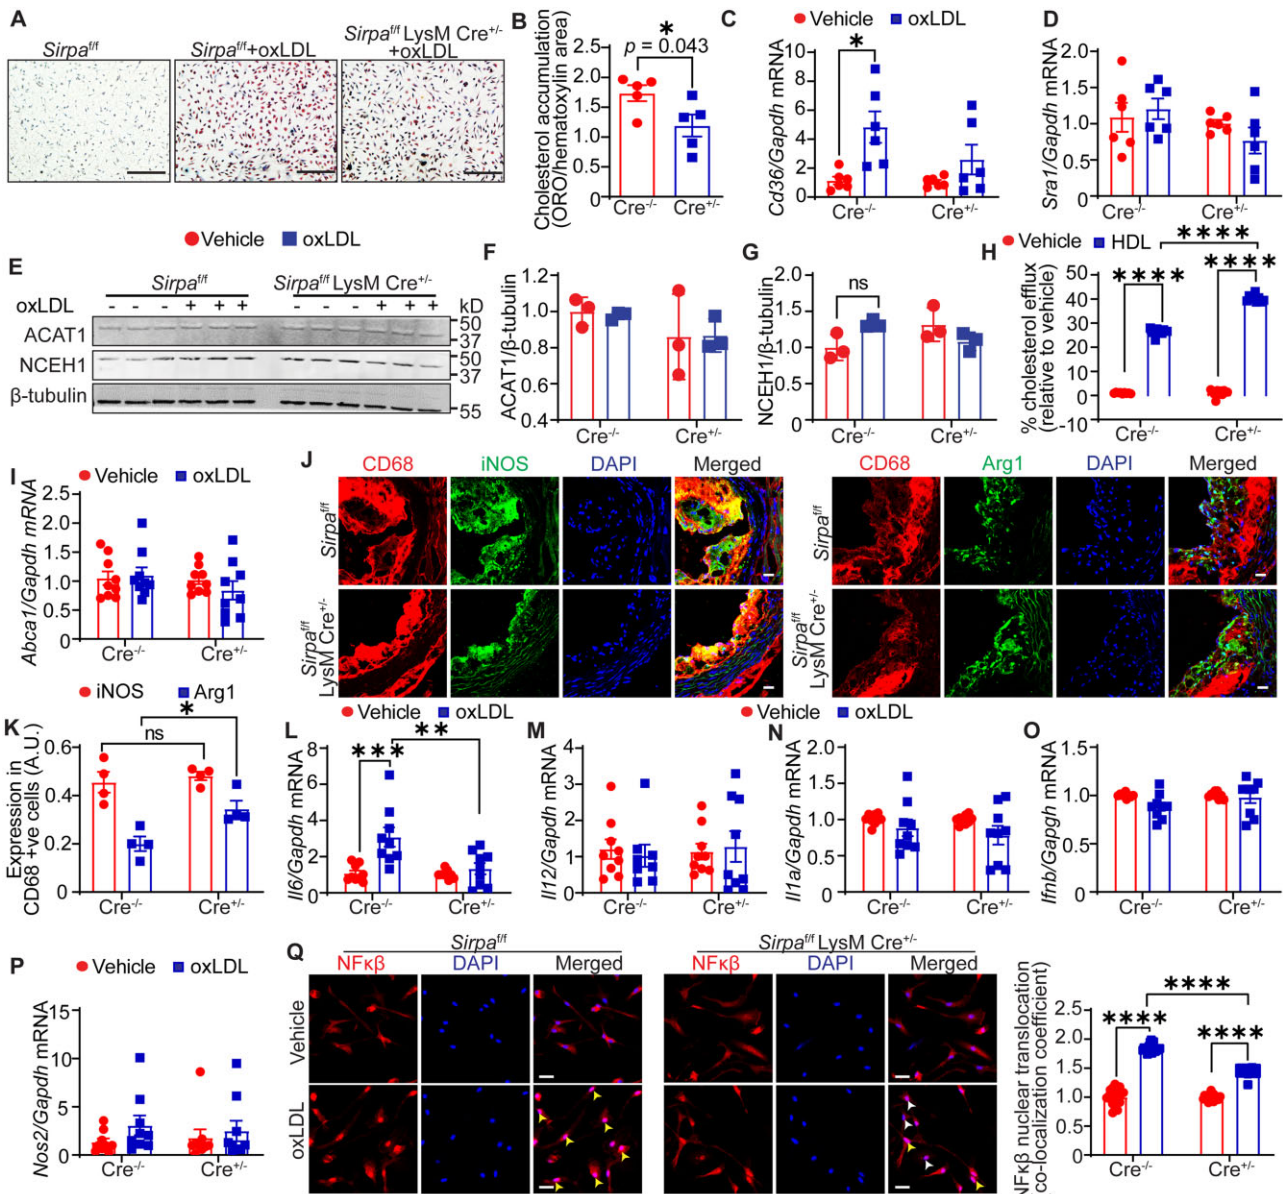 A
Sirpa^f/f
Sirpa^f/f+oxLDL
Sirpa^f/f LysM Cre^+/-
+oxLDL
B
Cholesterol accumulation
(ORO/hematoxylin area)
*
p = 0.043
2.5
2.0
1.5
1.0
0.5
0
Cre^-/- Cre^+/-
C
Vehicle oxLDL
Cd36/Gapdh mRNA
*
10
8
6
4
2
0
Cre^-/- Cre^+/-
D
Sra1/Gapdh mRNA
2.0
1.5
1.0
0.5
0
Cre^-/- Cre^+/-
Vehicle oxLDL
E
Sirpa^f/f Sirpa^f/f LysM Cre^+/-
oxLDL - - - + + + - - - + + + kD
ACAT1
50
37
NCEH1
50
37
β-tubulin
55
F
ACAT1/β-tubulin
1.2
1.0
0.8
0.6
0.4
Cre^-/- Cre^+/-
G
NCEH1/β-tubulin
ns
2.0
1.5
1.0
0.5
0
Cre^-/- Cre^+/-
H
Vehicle HDL
% cholesterol efflux
(relative to vehicle)
****
**** ****
50
40
30
20
10
0
-10
Cre^-/- Cre^+/-
I
Vehicle oxLDL
Abca1/Gapdh mRNA
2.5
2.0
1.5
1.0
0.5
0
Cre^-/- Cre^+/-
J
CD68 iNOS DAPI Merged
CD68 Arg1 DAPI Merged
Sirpa^f/f
Sirpa^f/f
LysM Cre^+/-
Sirpa^f/f
Sirpa^f/f
LysM Cre^+/-
K
iNOS Arg1
Expression in
CD68 +ve cells (A.U.)
*
ns
0.6
0.4
0.2
0
Cre^-/- Cre^+/-
L
Vehicle oxLDL
Il6/Gapdh mRNA
*** **
8
6
4
2
0
Cre^-/- Cre^+/-
M
Il12/Gapdh mRNA
4
3
2
1
0
Cre^-/- Cre^+/-
Vehicle oxLDL
N
Il1a/Gapdh mRNA
2.0
1.5
1.0
0.5
0
Cre^-/- Cre^+/-
O
Ifnb/Gapgh mRNA
1.5
1.0
0.5
0
Cre^-/- Cre^+/-
P
Vehicle oxLDL
Nos2/Gapdh mRNA
15
10
5
0
Cre^-/- Cre^+/-
Q
Sirpa^f/f Sirpa^f/f LysM Cre^+/-
NFκβ DAPI Merged NFκβ DAPI Merged
Vehicle
oxLDL
NFκβ nuclear translocation
co-localization coefficient)
****
**** ****
2.5
2.0
1.5
1.0
0.5
0
Cre^-/- Cre^+/-